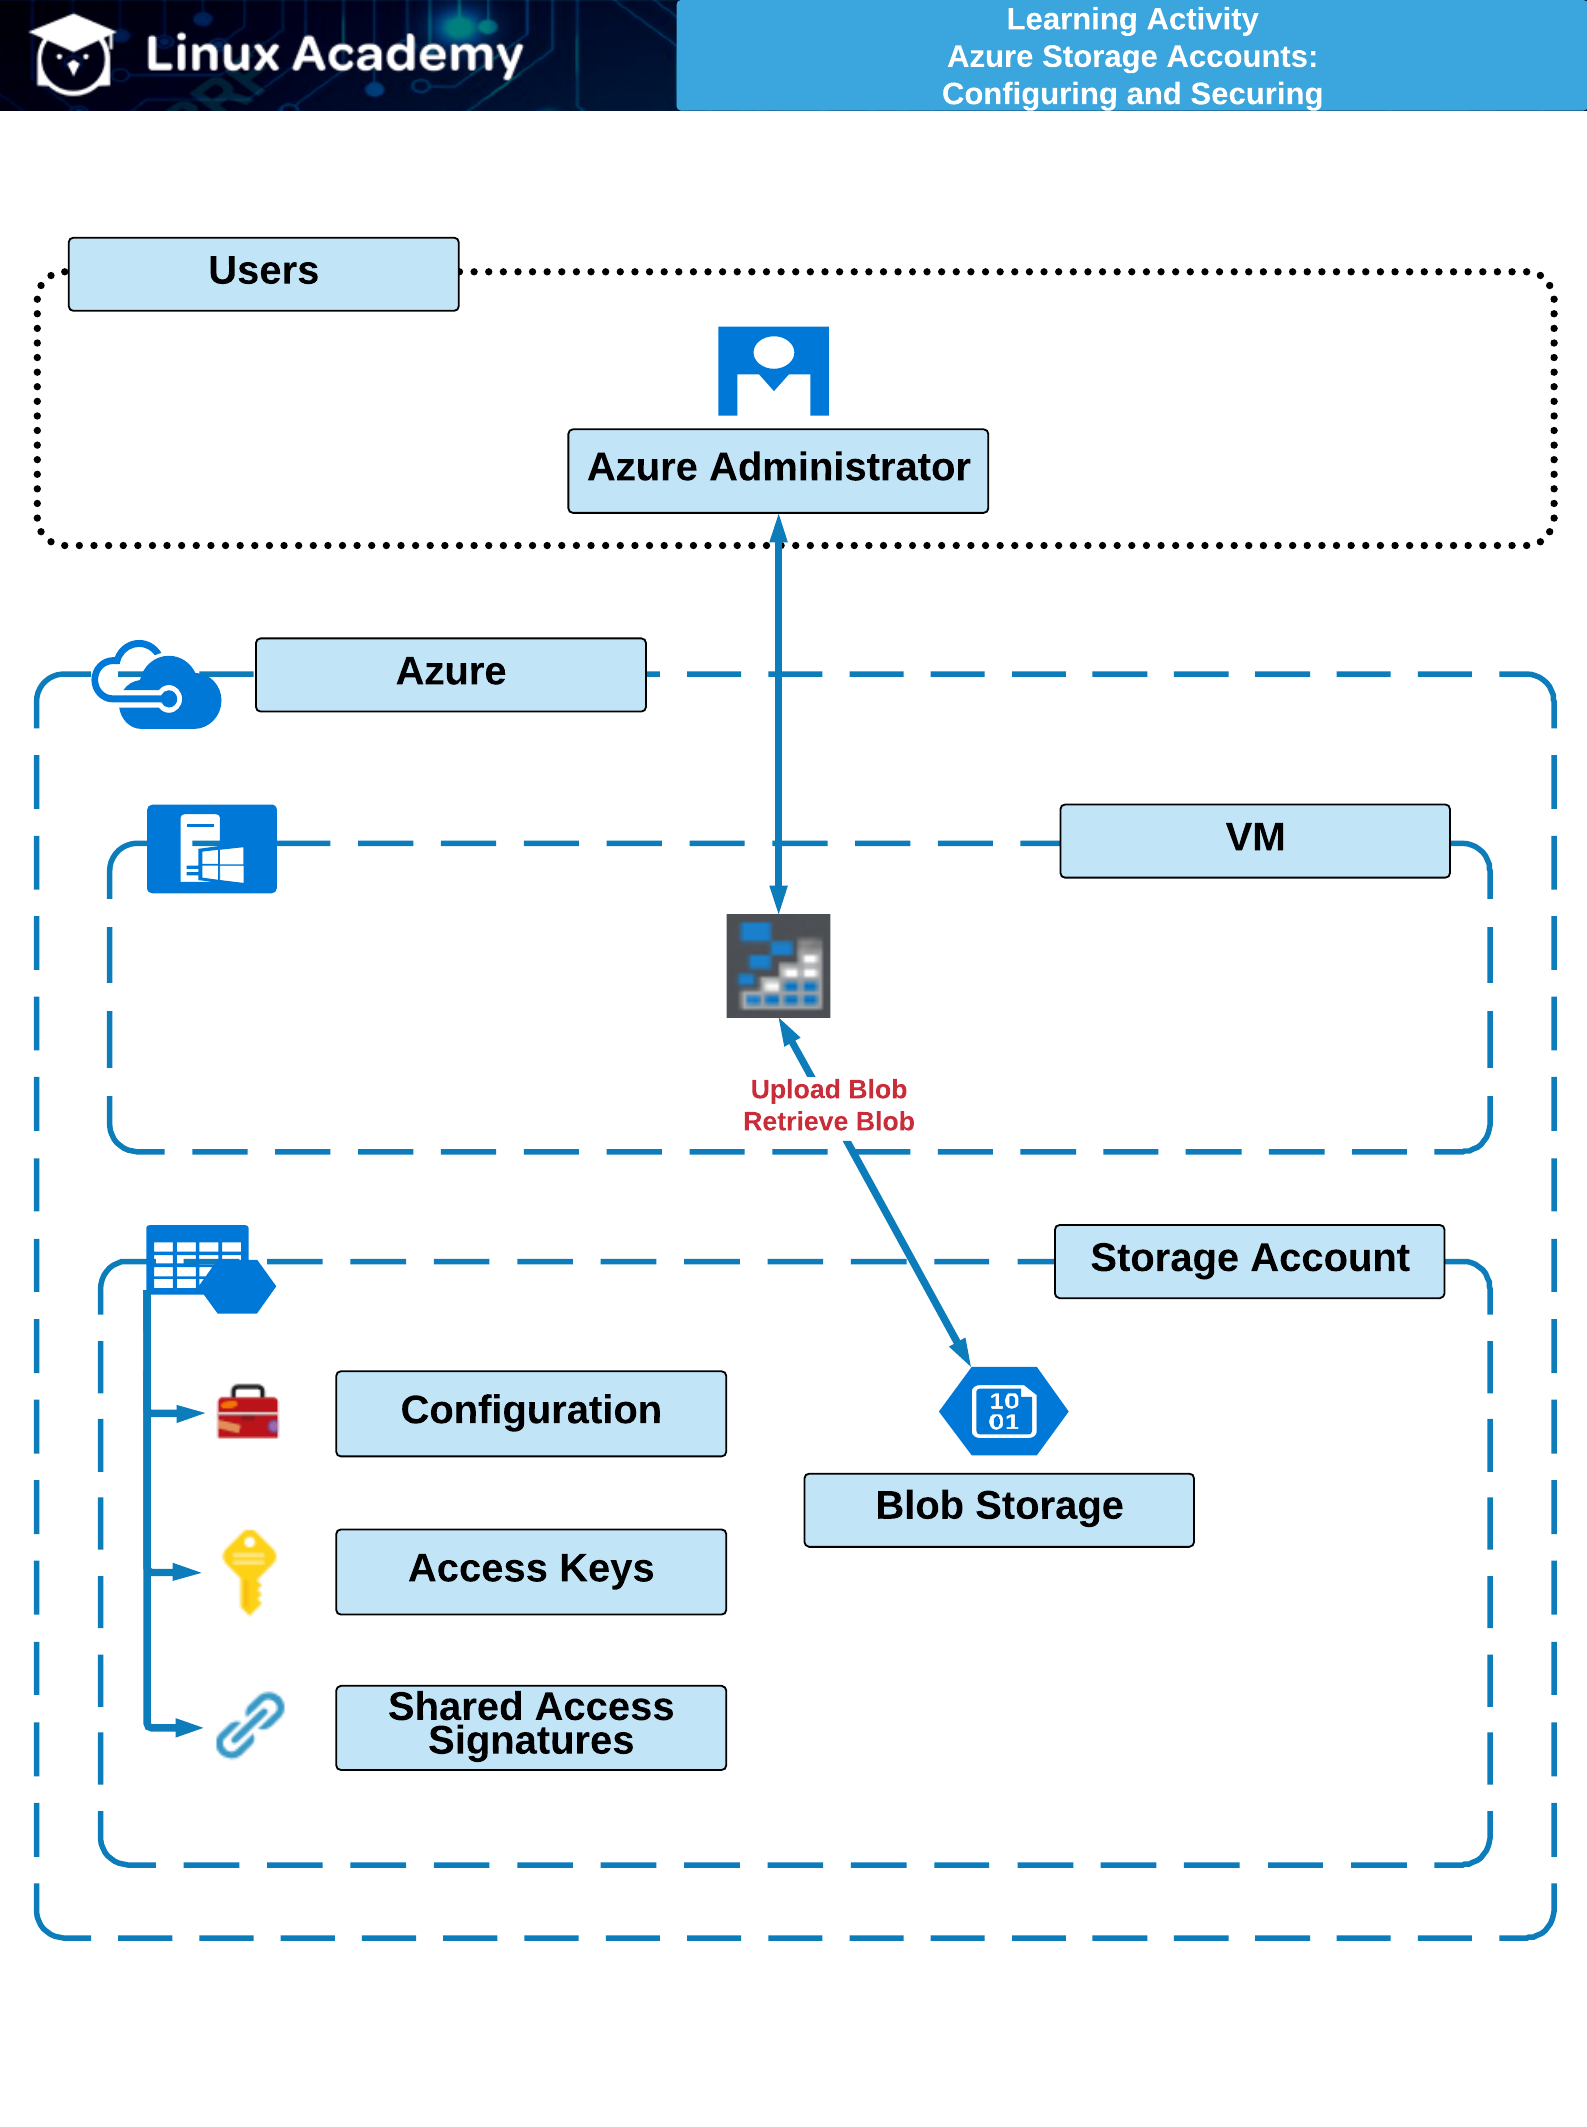 Linux Academy
Learning Activity
Azure Storage Accounts:
Configuring and Securing
Users
Azure Administrator
Azure
VM
Upload Blob
Retrieve Blob
Storage Account
Configuration
10
01
Blob Storage
Access Keys
Shared Access
Signatures